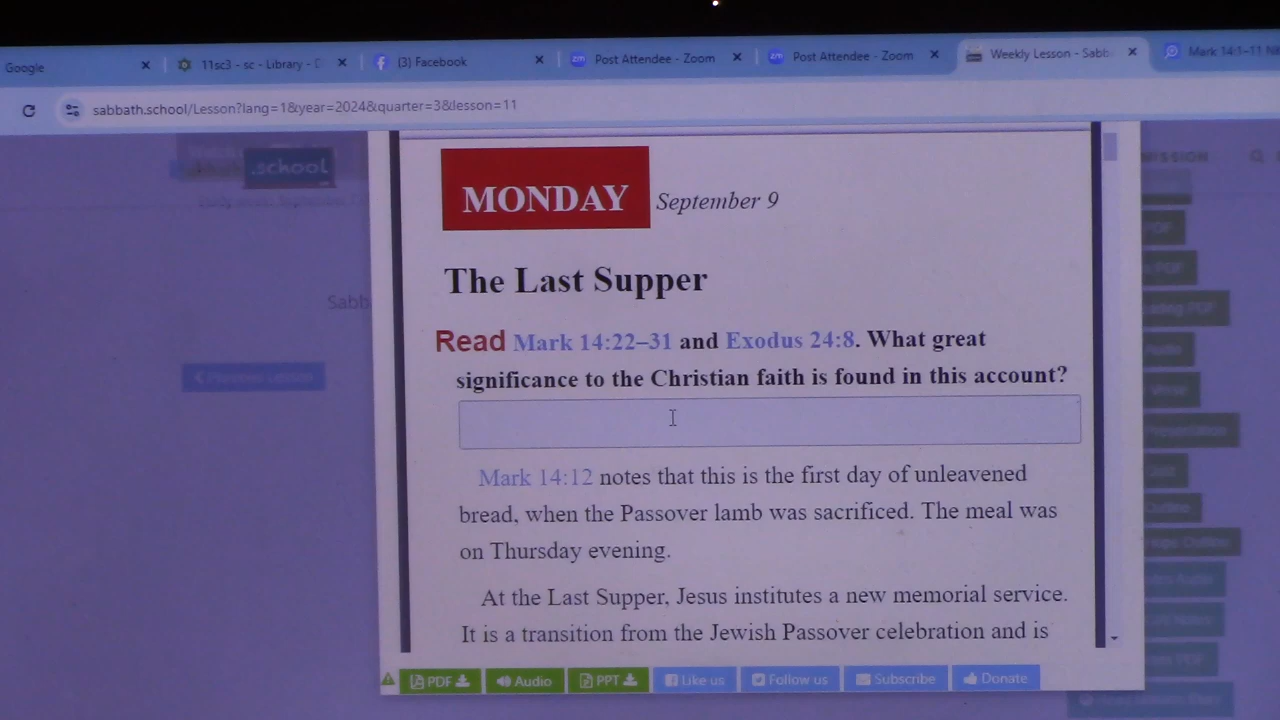 Google
11sc3 - sc - Library - 
(3) Facebook
Post Attendee - Zoom
Post Attendee - Zoom
Weekly Lesson - Sabb
Mark 14:1–11
sabbath.school/Lesson?lang=1&year=2024&quarter=3&lesson=11
.school
MONDAY September 9
The Last Supper
Read Mark 14:22–31 and Exodus 24:8. What great
significance to the Christian faith is found in this account?
Sabb
Previous Lesson
Mark 14:12 notes that this is the first day of unleavened
bread, when the Passover lamb was sacrificed. The meal was
on Thursday evening.
At the Last Supper, Jesus institutes a new memorial service.
It is a transition from the Jewish Passover celebration and is
PDF Audio PPT Like us Follow us Subscribe Donate